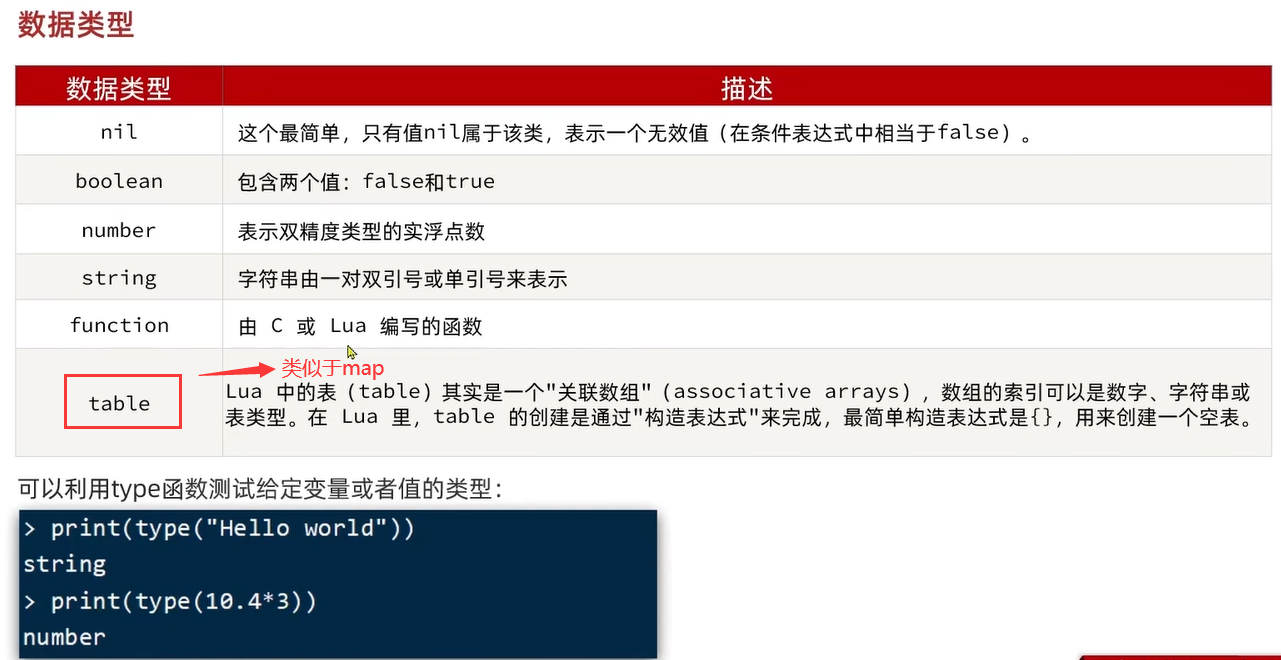 数据类型
数据类型 描述
nil 这个最简单，只有值nil属于该类，表示一个无效值（在条件表达式中相当于false）。
boolean 包含两个值：false和true
number 表示双精度类型的实浮点数
string 字符串由一对双引号或单引号来表示
function 由 C 或 Lua 编写的函数
类似于map
table Lua 中的表（table）其实是一个"关联数组"（associative arrays），数组的索引可以是数字、字符串或
表类型。在 Lua 里，table 的创建是通过"构造表达式"来完成，最简单构造表达式是{}，用来创建一个空表。
可以利用type函数测试给定变量或者值的类型：
> print(type("Hello world"))
string
> print(type(10.4*3))
number